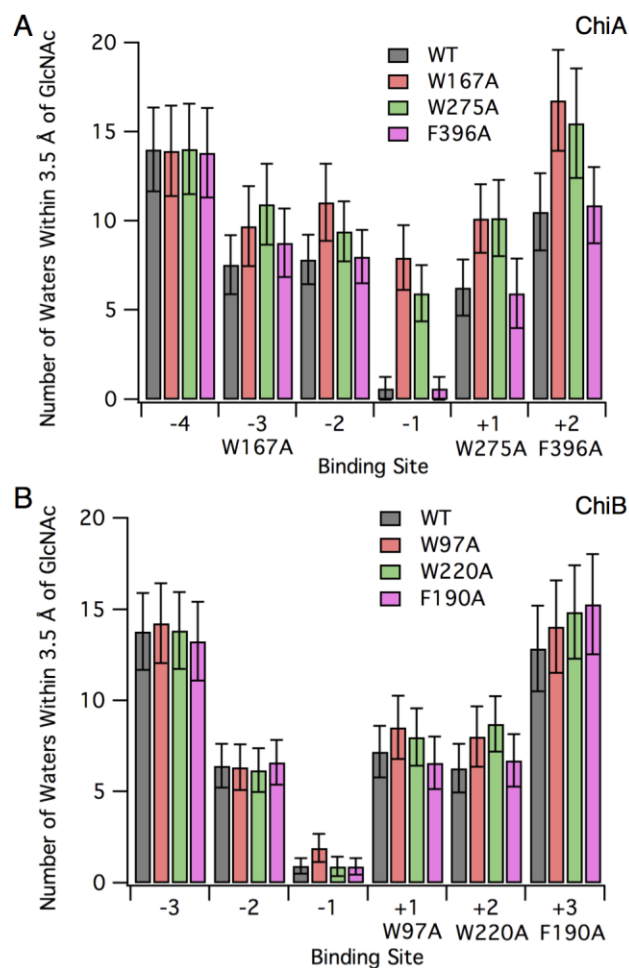 A
ChiA
Number of Waters Within 3.5 Å of GlcNAc
20
15
10
5
0
WT
W167A
W275A
F396A
-4 -3 -2 -1 +1 +2
W167A W275A F396A
Binding Site
B
ChiB
Number of Waters Within 3.5 Å of GlcNAc
20
15
10
5
0
WT
W97A
W220A
F190A
-3 -2 -1 +1 +2 +3
W97A W220A F190A
Binding Site